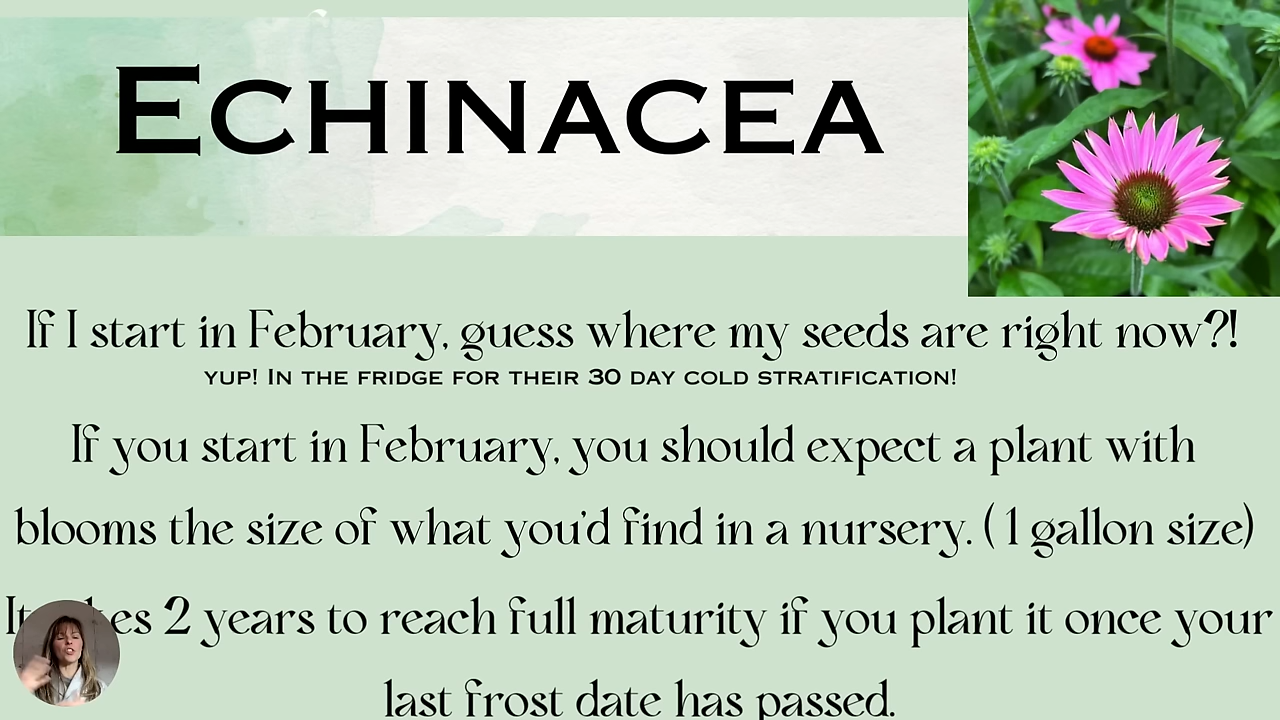 ECHINACEA
If I start in February, guess where my seeds are right now?!
YUP! IN THE FRIDGE FOR THEIR 30 DAY COLD STRATIFICATION!
If you start in February, you should expect a plant with
blooms the size of what you'd find in a nursery. ( 1 gallon size)
It 2 years to reach full maturity if you plant it once your
last frost date has passed.